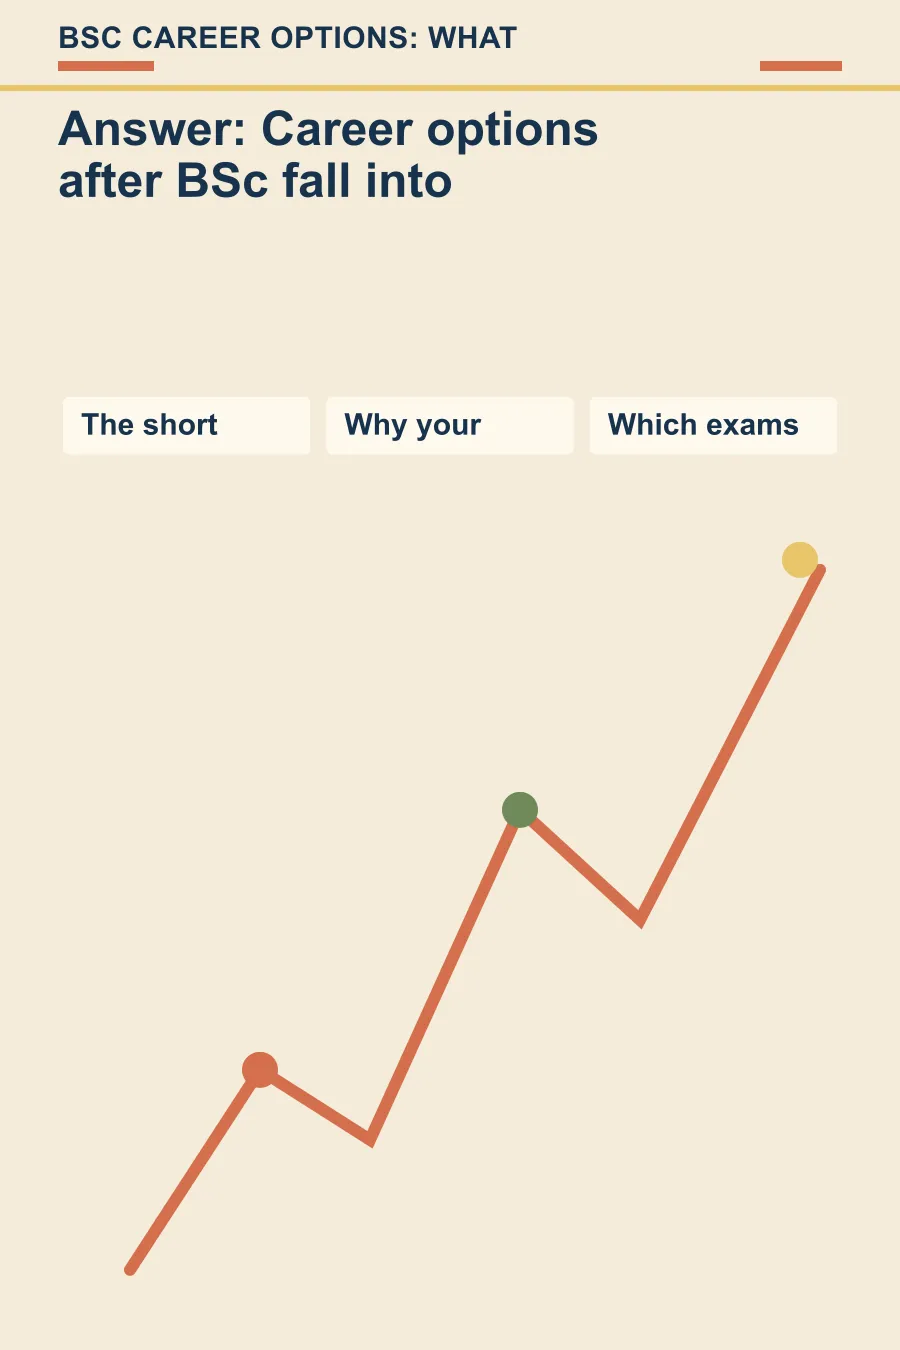 BSC CAREER OPTIONS: WHAT
Answer: Career options
after BSc fall into
The short
Why your
Which exams